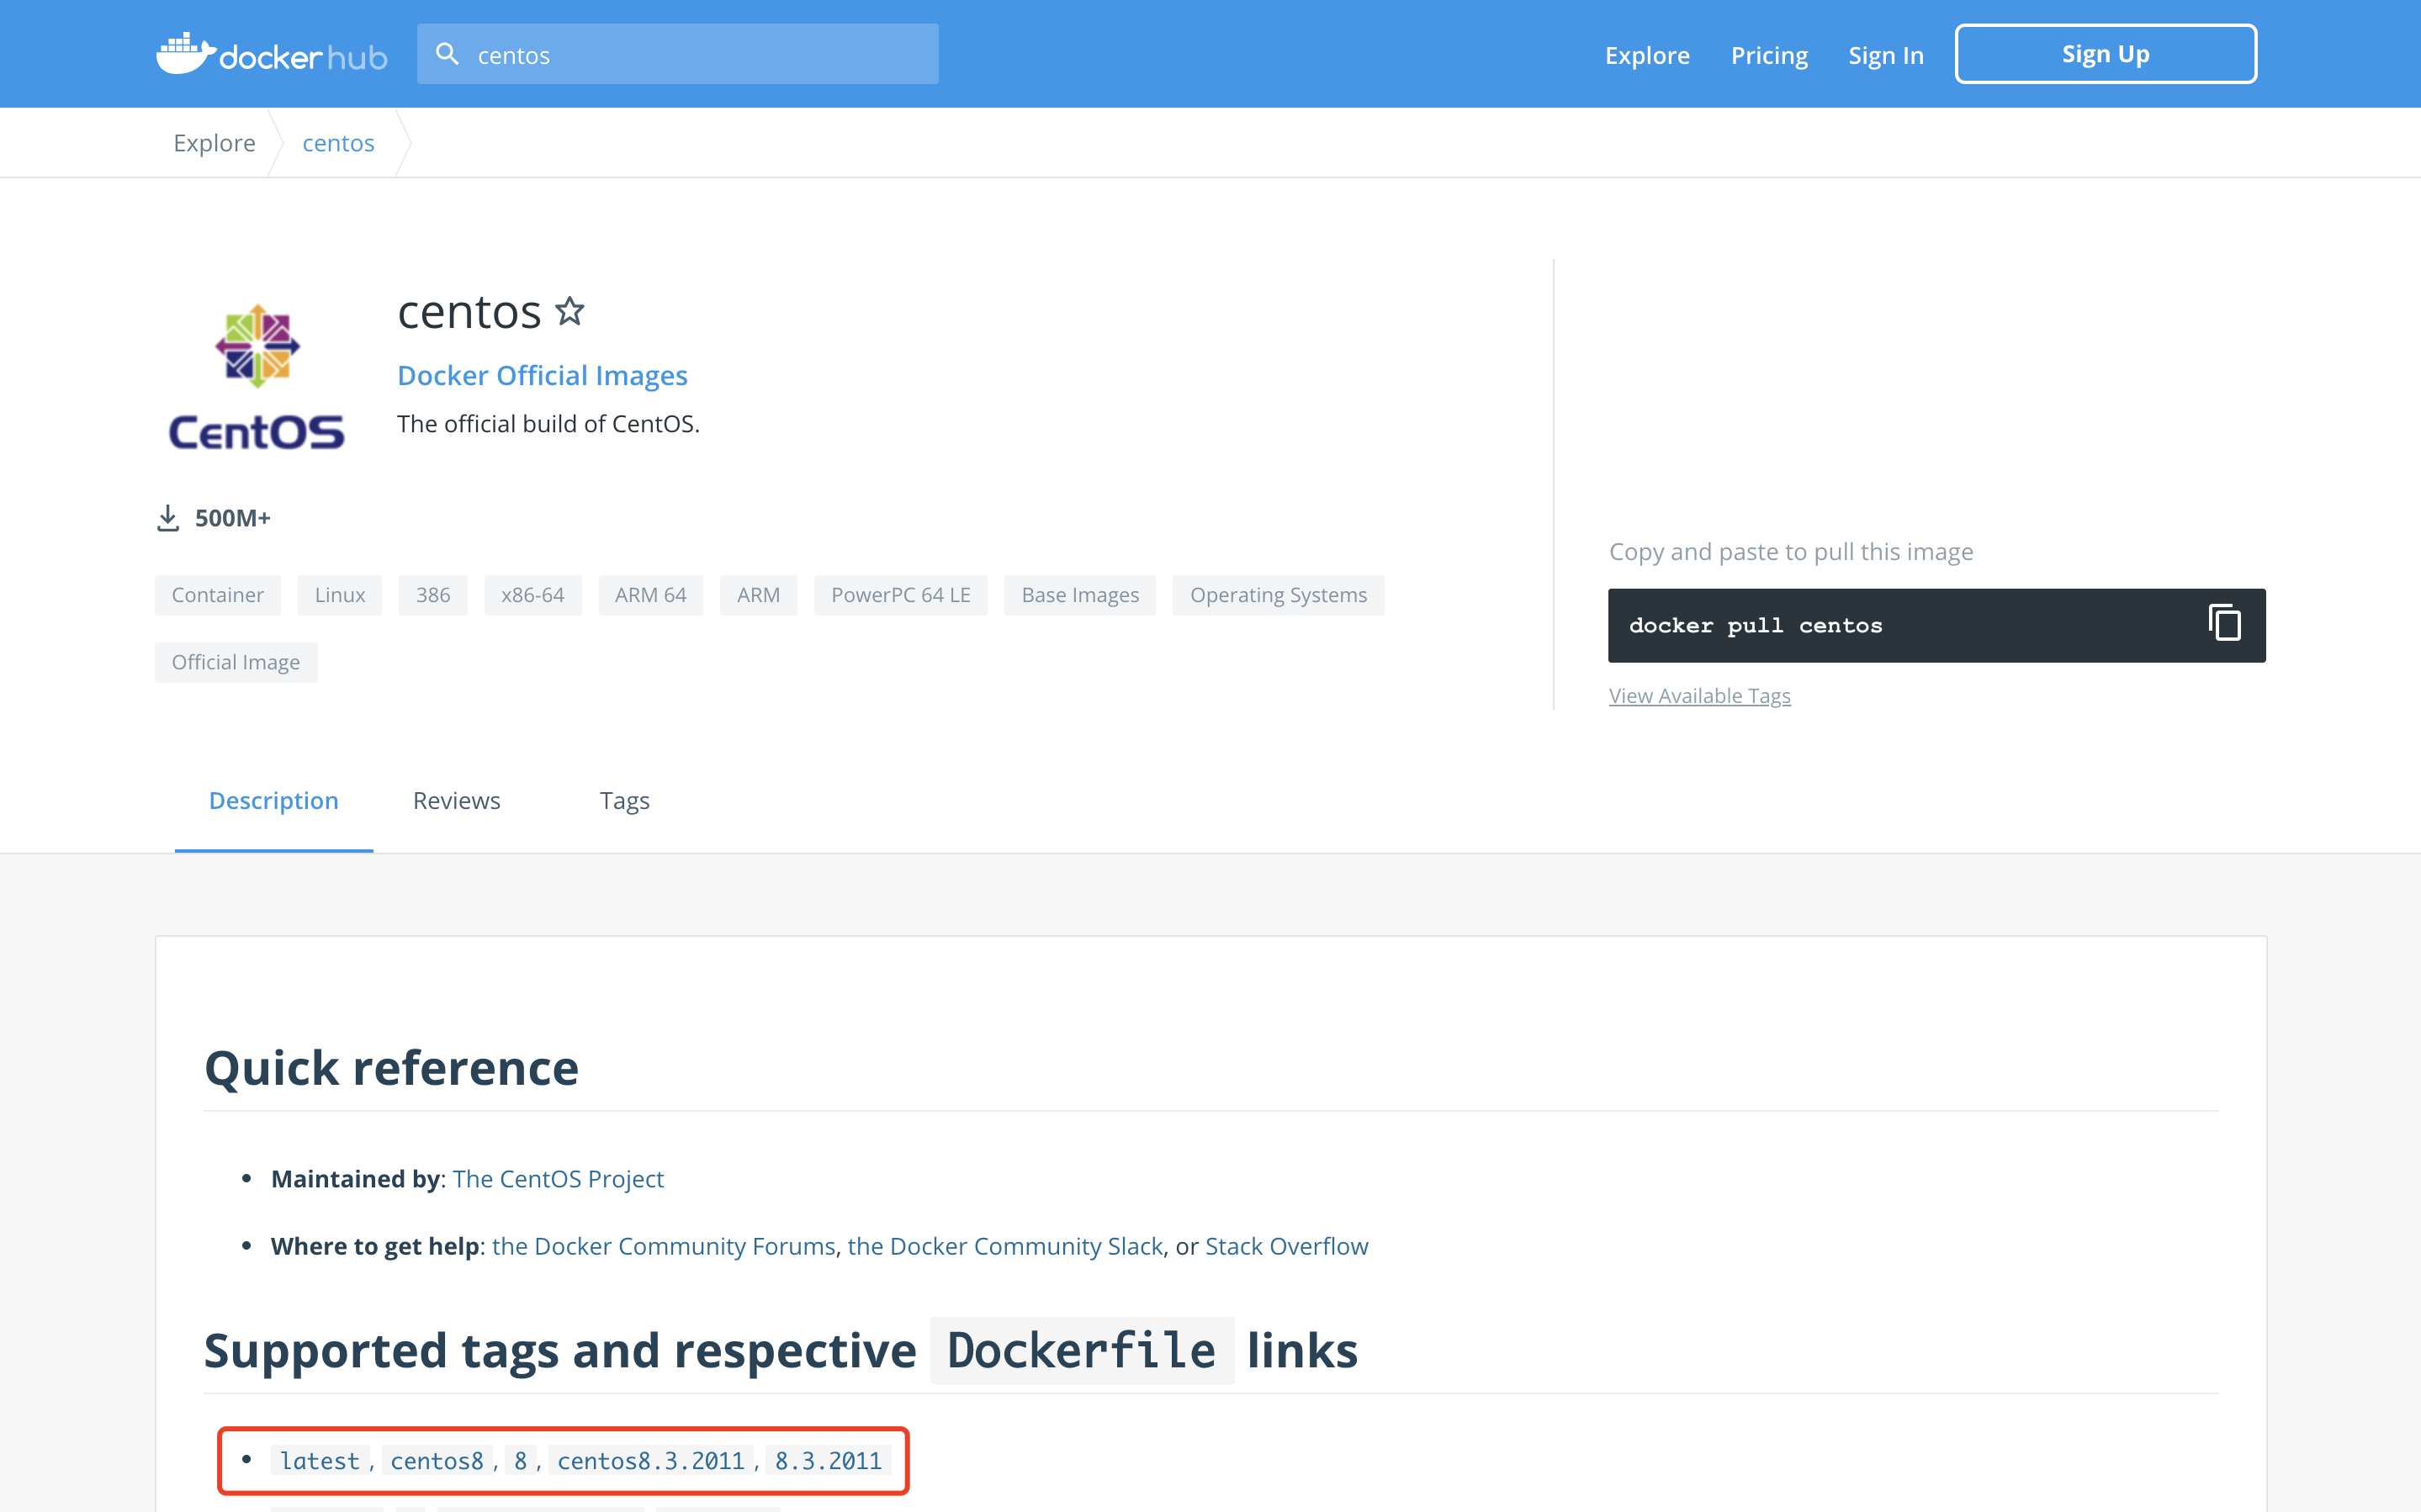 docker hub
centos
Explore
Pricing
Sign In
Sign Up
Explore
centos
CentOS
centos
Docker Official Images
The official build of CentOS.
500M+
Container
Linux
386
x86-64
ARM 64
ARM
PowerPC 64 LE
Base Images
Operating Systems
Official Image
Copy and paste to pull this image
docker pull centos
View Available Tags
Description
Reviews
Tags
Quick reference
Maintained by: The CentOS Project
Where to get help: the Docker Community Forums, the Docker Community Slack, or Stack Overflow
Supported tags and respective Dockerfile links
latest, centos8, 8, centos8.3.2011, 8.3.2011